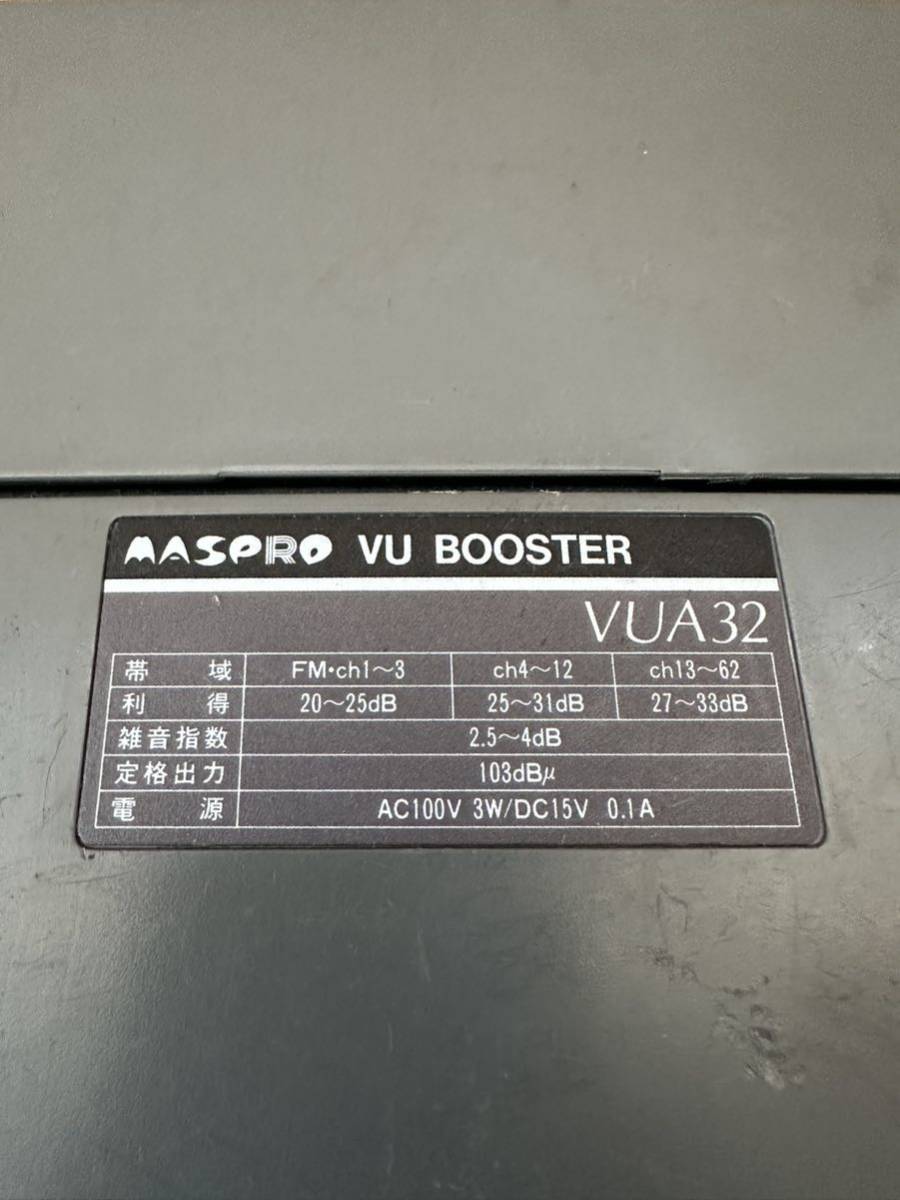 MASPRO VU BOOSTER
VUA32
帯域 FM・ch1〜3 ch4〜12 ch13〜62
利得 20〜25dB 25〜31dB 27〜33dB
雑音指数 2.5〜4dB
定格出力 103dBμ
電源 AC100V 3W/DC15V 0.1A